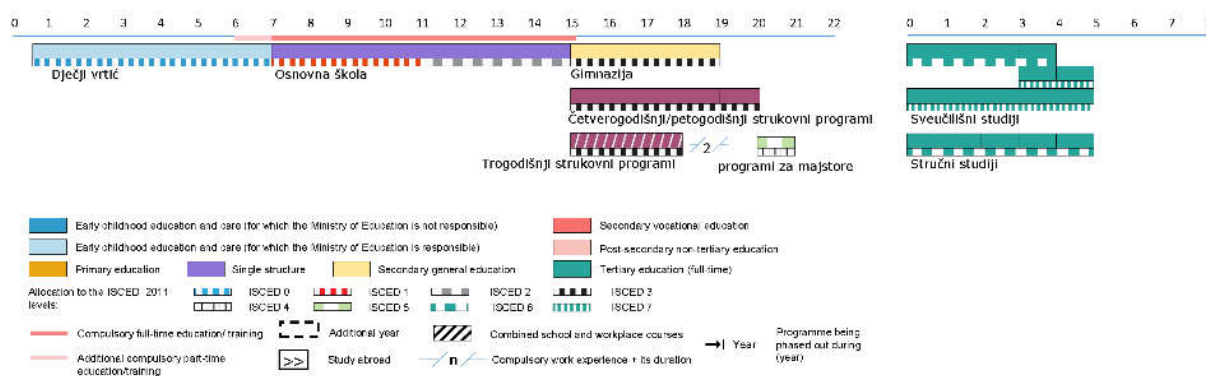 0 1 2 3 4 5 6 7 8 9 10 11 12 13 14 15 16 17 18 19 20 21 22
0 1 2 3 4 5 6 7 8
Dječji vrtić
Osnovna škola
Gimnazija
Četverogodišnji/petogodišnji strukovni programi
Sveučilišni studiji
2
Trogodišnji strukovni programi
programi za majstore
Stručni studiji
Early childhood education and care (for which the Ministry of Education is not responsible)
Secondary vocational education
Early childhood education and care (for which the Ministry of Education is responsible)
Post-secondary non-tertiary education
Primary education
Single structure
Secondary general education
Tertiary education (full-time)
Allocation to the ISCED 2011
levels:
ISCED 0
ISCED 1
ISCED 2
ISCED 3
ISCED 4
ISCED 5
ISCED 6
ISCED 7
Compulsory full-time education/ training
Additional year
Combined school and workplace courses
Year
Programme being
phased out during
(year)
Additional compulsory part-time
education/training
>>
Study abroad
n
Compulsory work experience + its duration